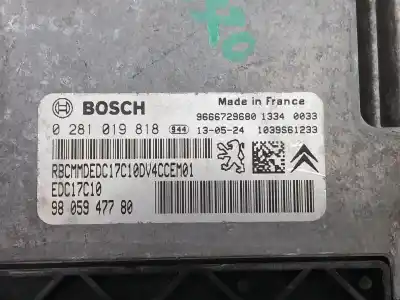 BOSCH
Made in France
0 281 019 818
944
9666729680 1334 0033
13-05-24
1039S61233
RBCMMDEDC17C10DV4CCEM01
EDC17C10
98 059 477 80